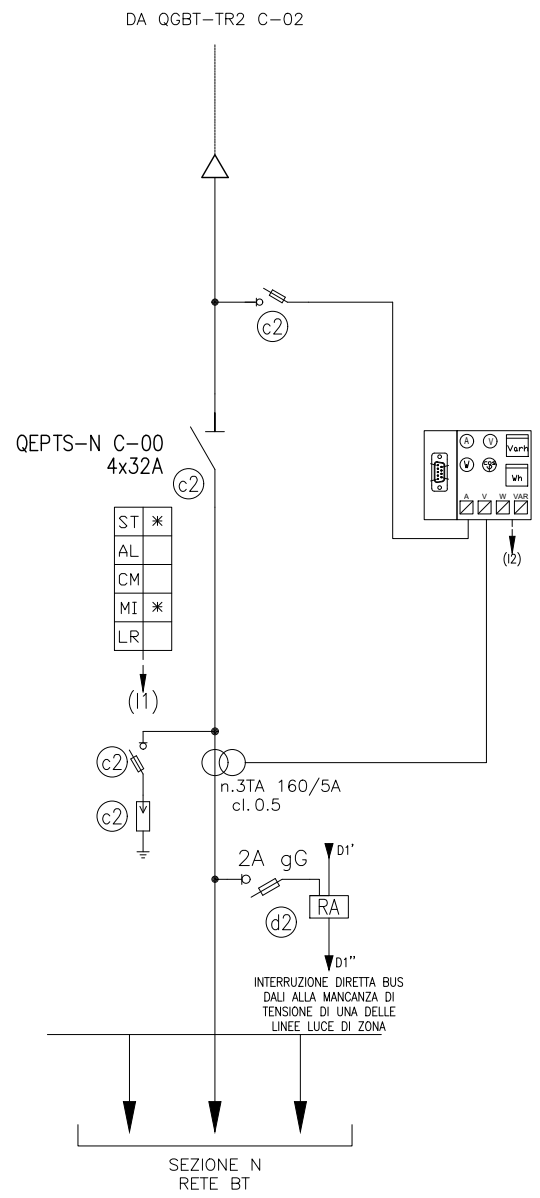 DA QGBT-TR2 C-02
c2
QEPTS-N C-00
4x32A
c2
A V Varh
W Cosφ Wh
A V W VAR
(I2)
ST *
AL
CM
MI *
LR
(I1)
c2
c2
n.3TA 160/5A
cl.0.5
2A gG
d2
D1'
RA
D1''
INTERRUZIONE DIRETTA BUS
DALI ALLA MANCANZA DI
TENSIONE DI UNA DELLE
LINEE LUCE DI ZONA
SEZIONE N
RETE BT